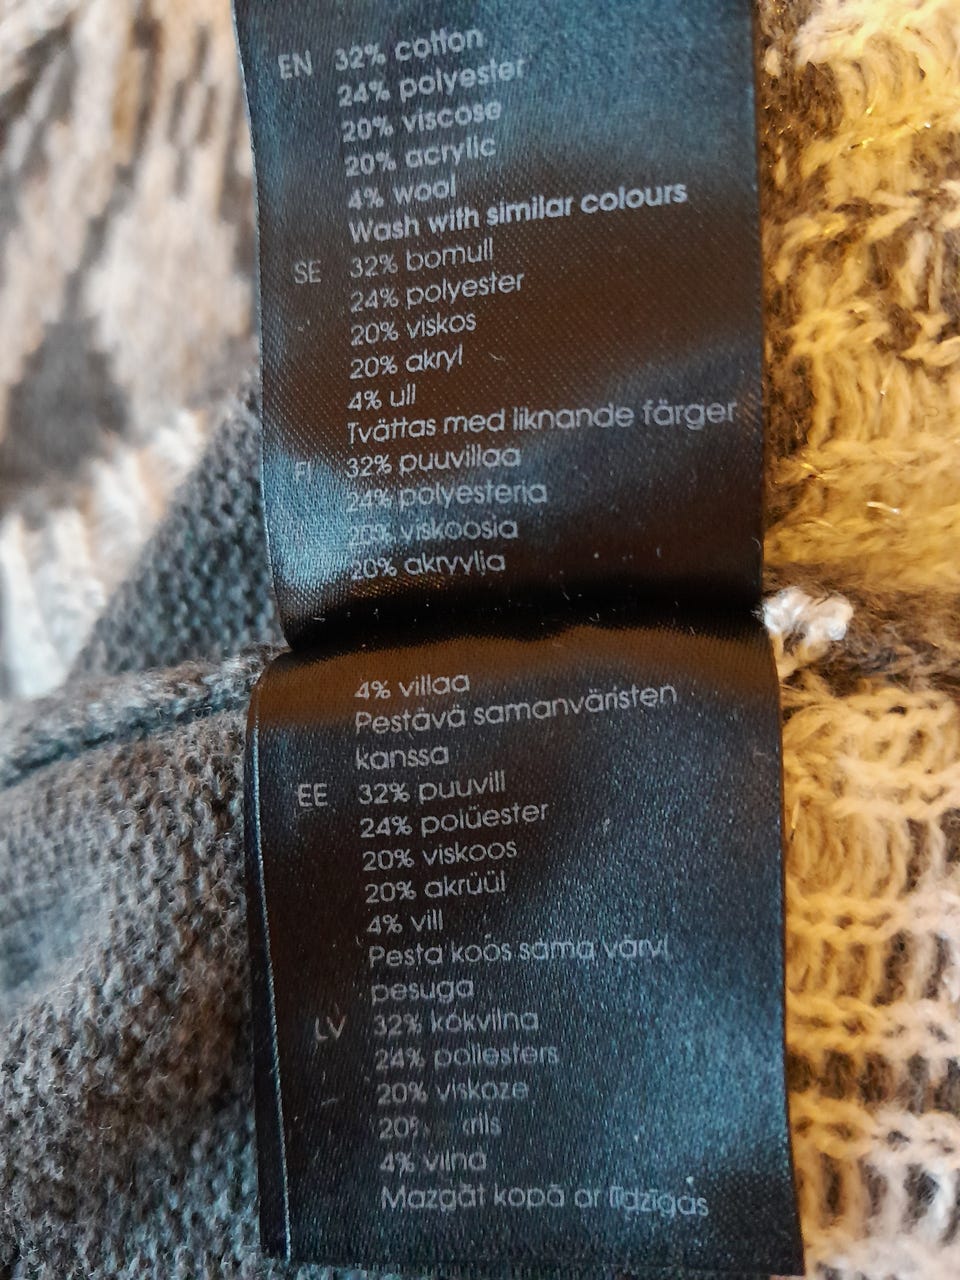 EN 32% cotton
24% polyester
20% viscose
20% acrylic
4% wool
Wash with similar colours
SE 32% bomull
24% polyester
20% viskos
20% akryl
4% ull
Tvättas med liknande färger
FI 32% puuvillaa
24% polyesteria
20% viskoosia
20% akryylia
4% villaa
Pestävä samanväristen
kanssa
EE 32% puuvill
24% polüester
20% viskoos
20% akrüül
4% vill
Pesta koos sama värvi
pesuga
LV 32% kokvilna
24% poliesters
20% viskoze
20%
4% vilna
Mazgāt kopā ar līdzīgās